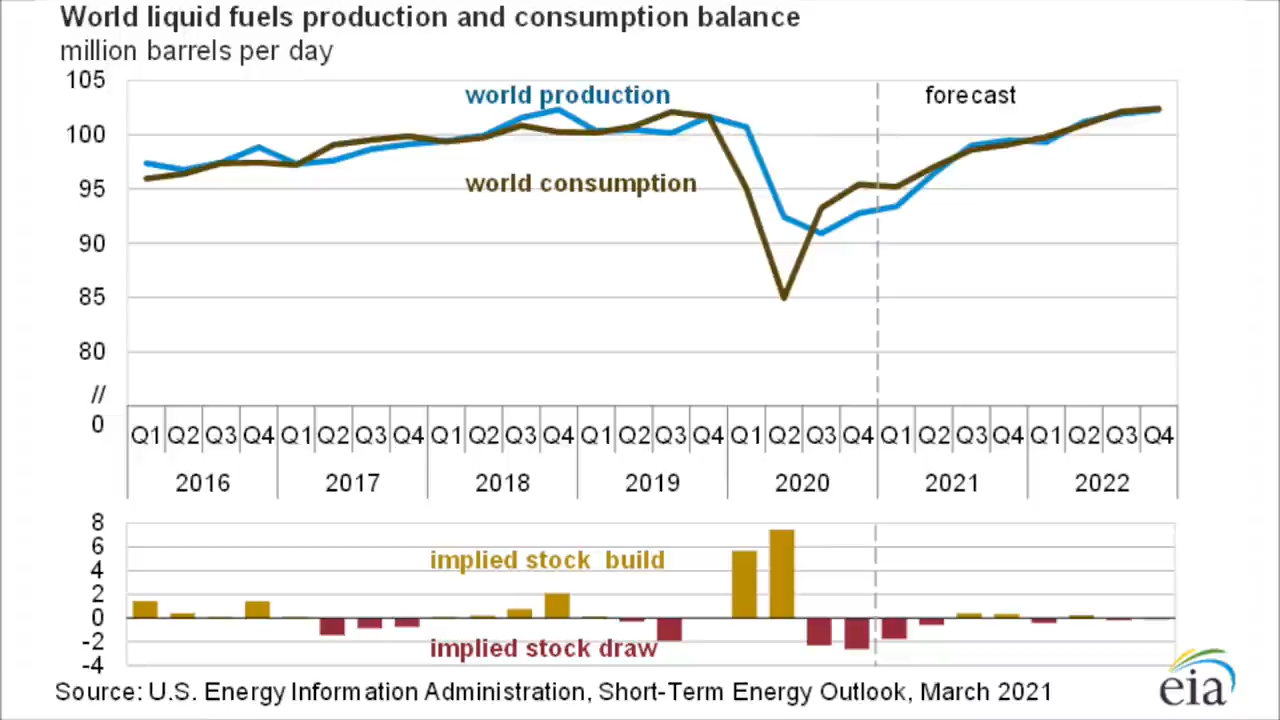 World liquid fuels production and consumption balance
million barrels per day
105
world production
forecast
100
95
world consumption
90
85
80
//
0
Q1 Q2 Q3 Q4 Q1 Q2 Q3 Q4 Q1 Q2 Q3 Q4 Q1 Q2 Q3 Q4 Q1 Q2 Q3 Q4 Q1 Q2 Q3 Q4 Q1 Q2 Q3 Q4
2016 2017 2018 2019 2020 2021 2022
8
6
implied stock build
4
2
0
-2
implied stock draw
-4
Source: U.S. Energy Information Administration, Short-Term Energy Outlook, March 2021
eia